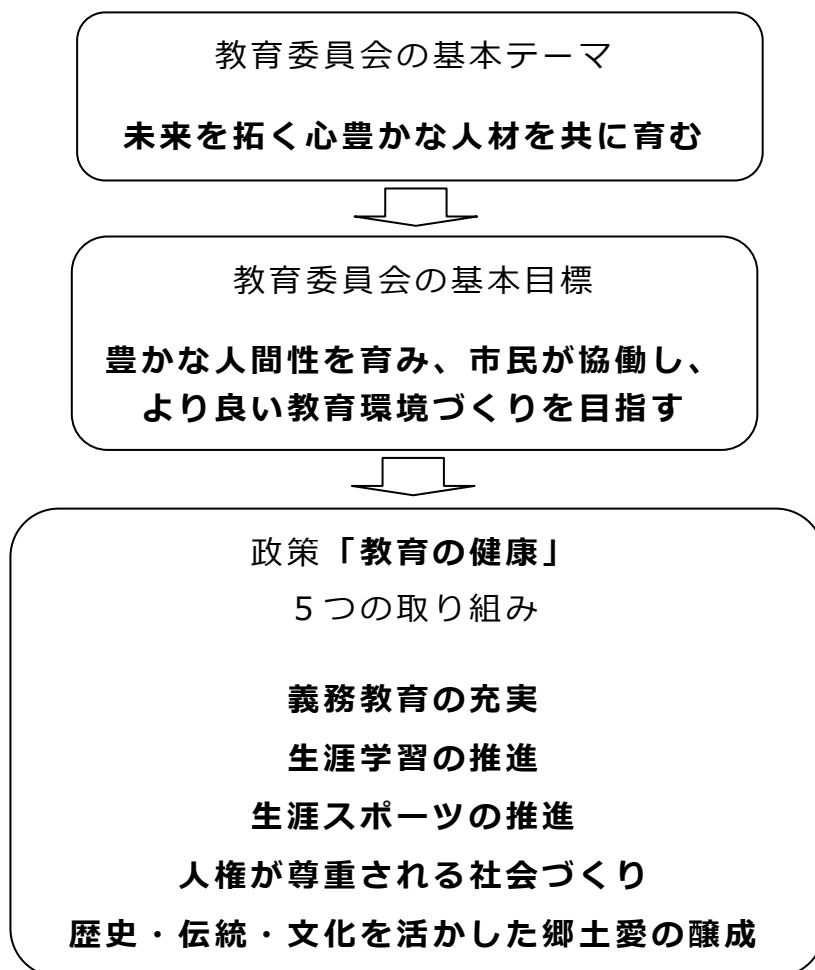 教育委員会の基本テーマ
未来を拓く心豊かな人材を共に育む
教育委員会の基本目標
豊かな人間性を育み、市民が協働し、
より良い教育環境づくりを目指す
政策「教育の健康」
５つの取り組み
義務教育の充実
生涯学習の推進
生涯スポーツの推進
人権が尊重される社会づくり
歴史・伝統・文化を活かした郷土愛の醸成